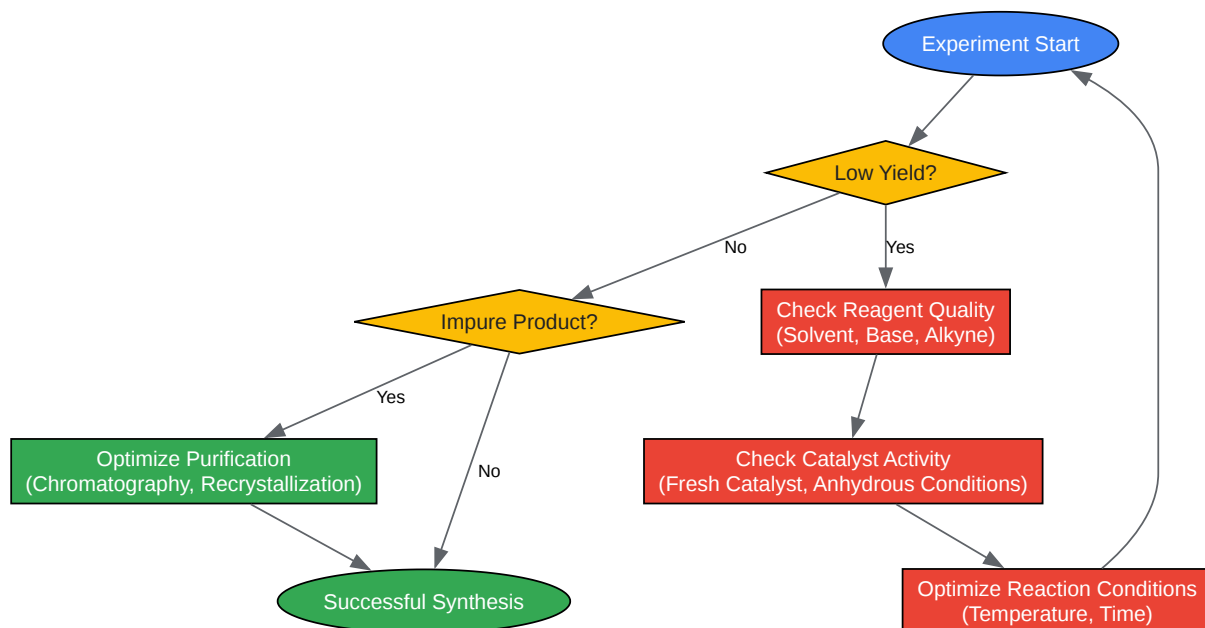 Experiment Start
Low Yield?
No
Yes
Impure Product?
Check Reagent Quality
(Solvent, Base, Alkyne)
Yes
No
Optimize Purification
(Chromatography, Recrystallization)
Check Catalyst Activity
(Fresh Catalyst, Anhydrous Conditions)
Successful Synthesis
Optimize Reaction Conditions
(Temperature, Time)